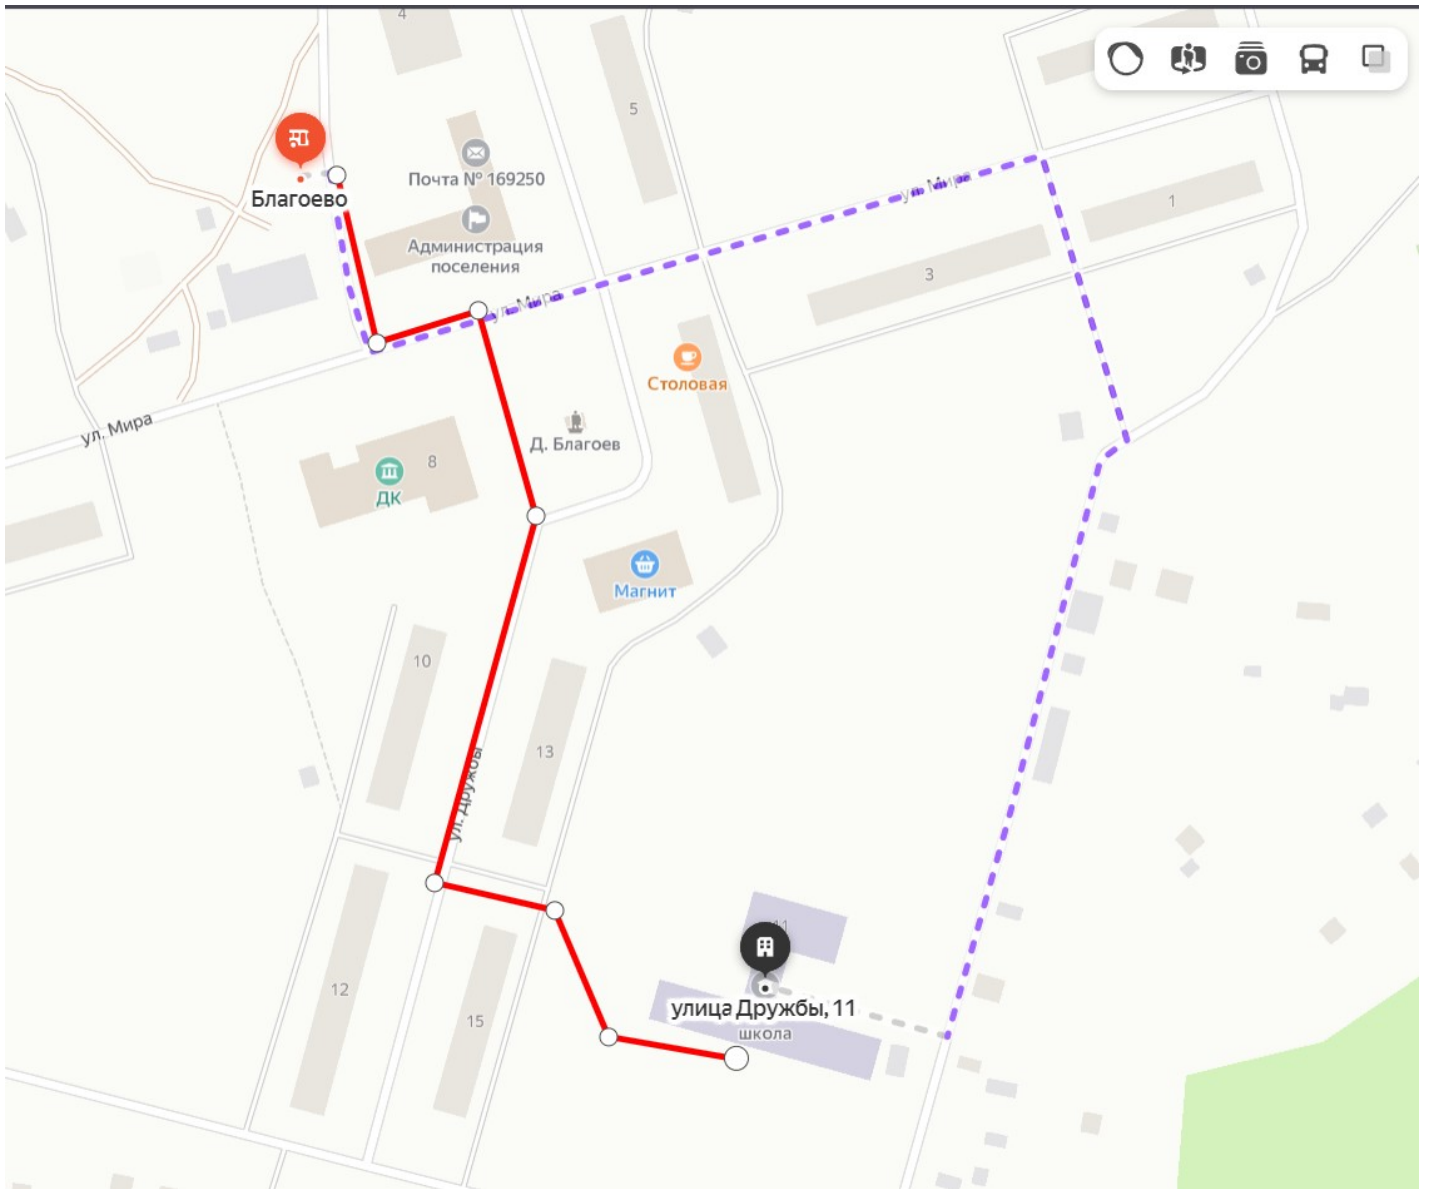 4
5
Почта № 169250
Благоево
ул. Мира
1
Администрация
поселения
3
ул. Мира
Столовая
ул. Мира
Д. Благоев
8
ДК
Магнит
10
13
ул. Дружбы
11
12
улица Дружбы, 11
15
школа